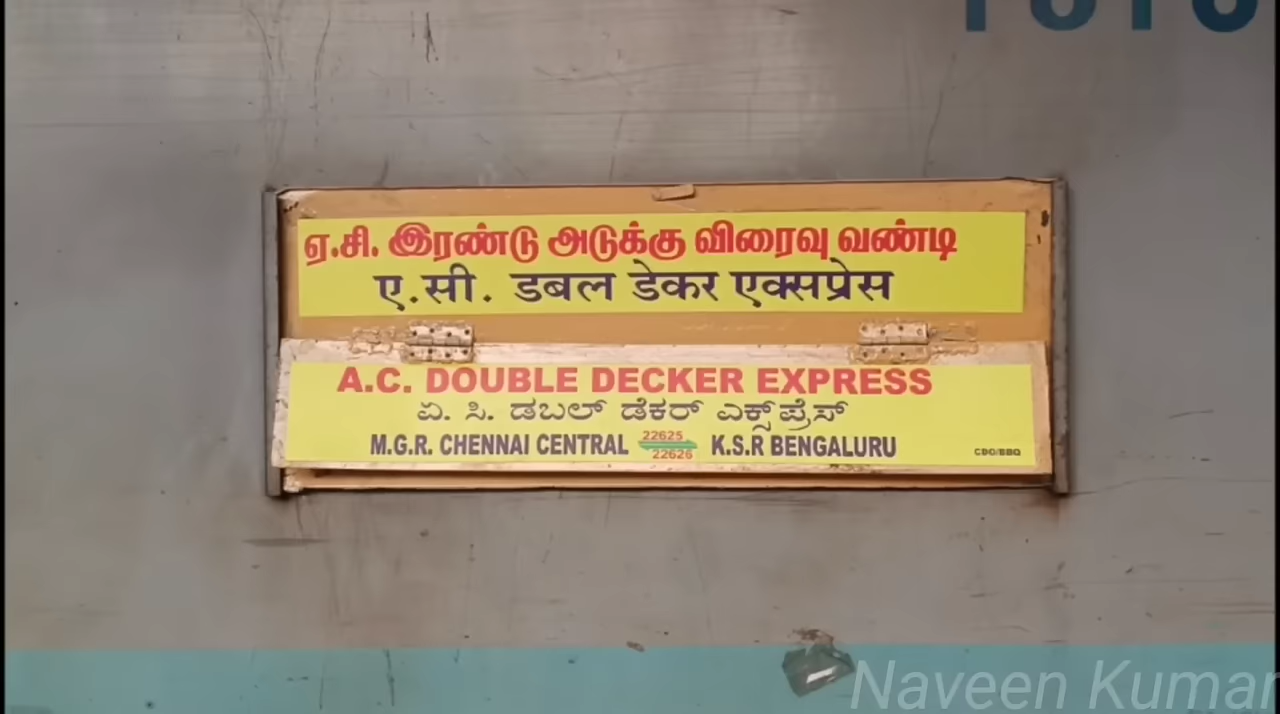 ஏ.சி. இரண்டு அடுக்கு விரைவு வண்டி
ए.सी. डबल डेकर एक्सप्रेस
A.C. DOUBLE DECKER EXPRESS
ಏ. ಸಿ. ಡಬಲ್ ಡೆಕರ್ ಎಕ್ಸ್‌ಪ್ರೆಸ್
M.G.R. CHENNAI CENTRAL 22625 22626 K.S.R BENGALURU
CDO/BBQ
Naveen Kumar